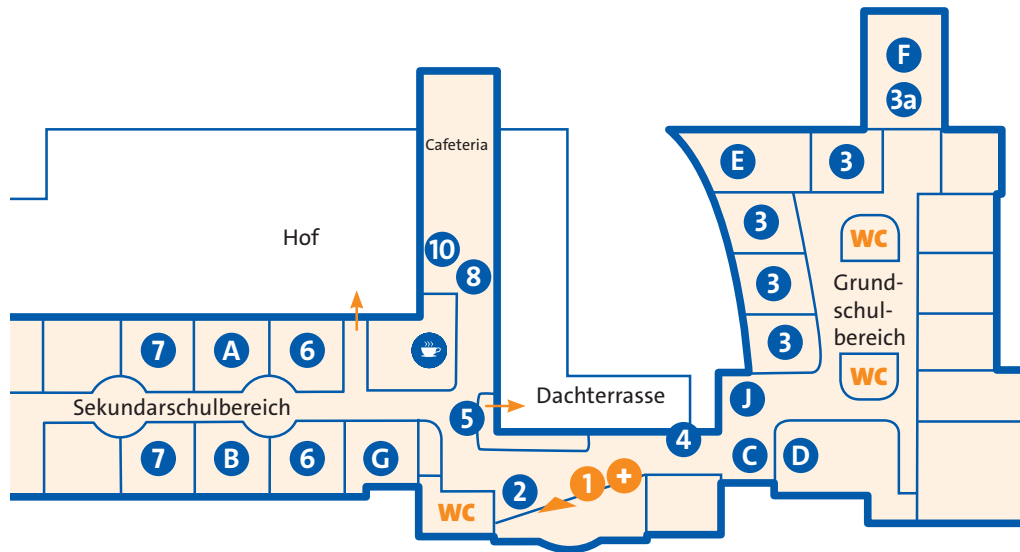 F
3a
Cafeteria
E
3
3
WC
Hof
10
8
3
Grund-
schul-
bereich
7
A
6
3
WC
Dachterrasse
J
Sekundarschulbereich
5
4
7
B
6
G
C
D
2
1
+
WC